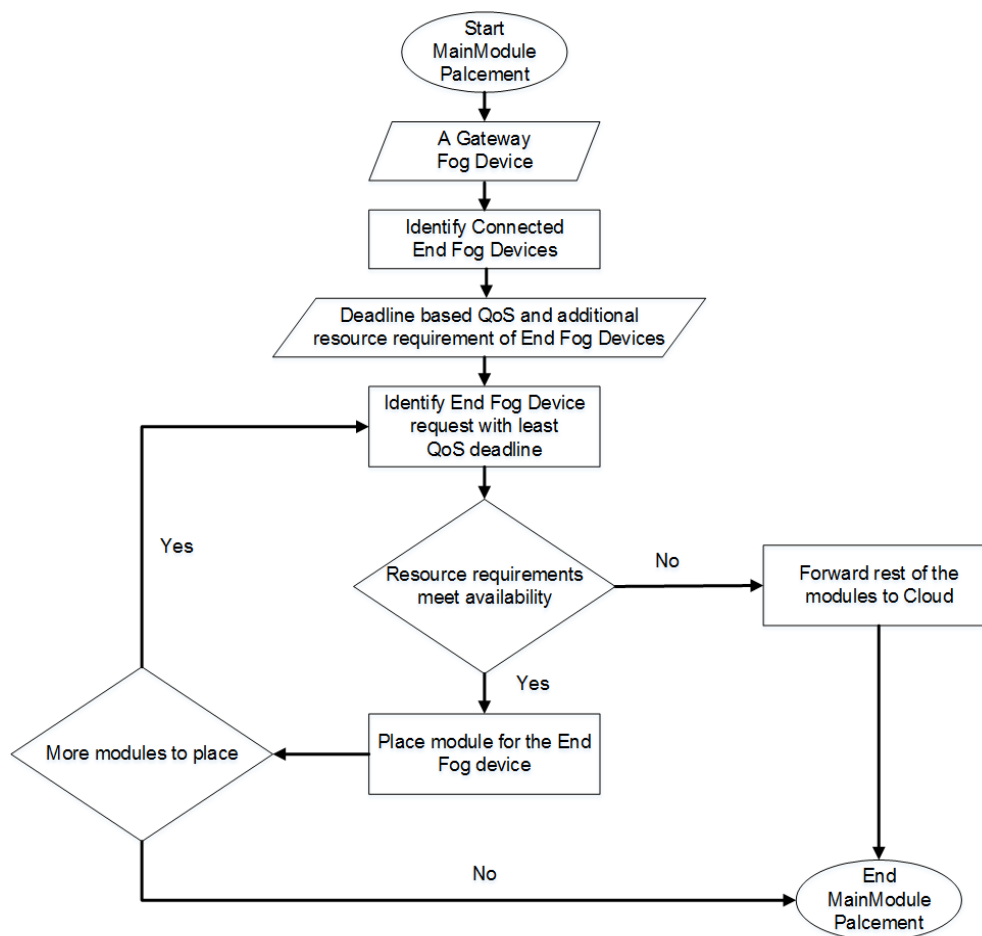 Start
MainModule
Palcement
A Gateway
Fog Device
Identify Connected
End Fog Devices
Deadline based QoS and additional
resource requirement of End Fog Devices
Identify End Fog Device
request with least
QoS deadline
Yes
Resource requirements
meet availability
No
Forward rest of the
modules to Cloud
Yes
More modules to place
Place module for the End
Fog device
No
End
MainModule
Palcement